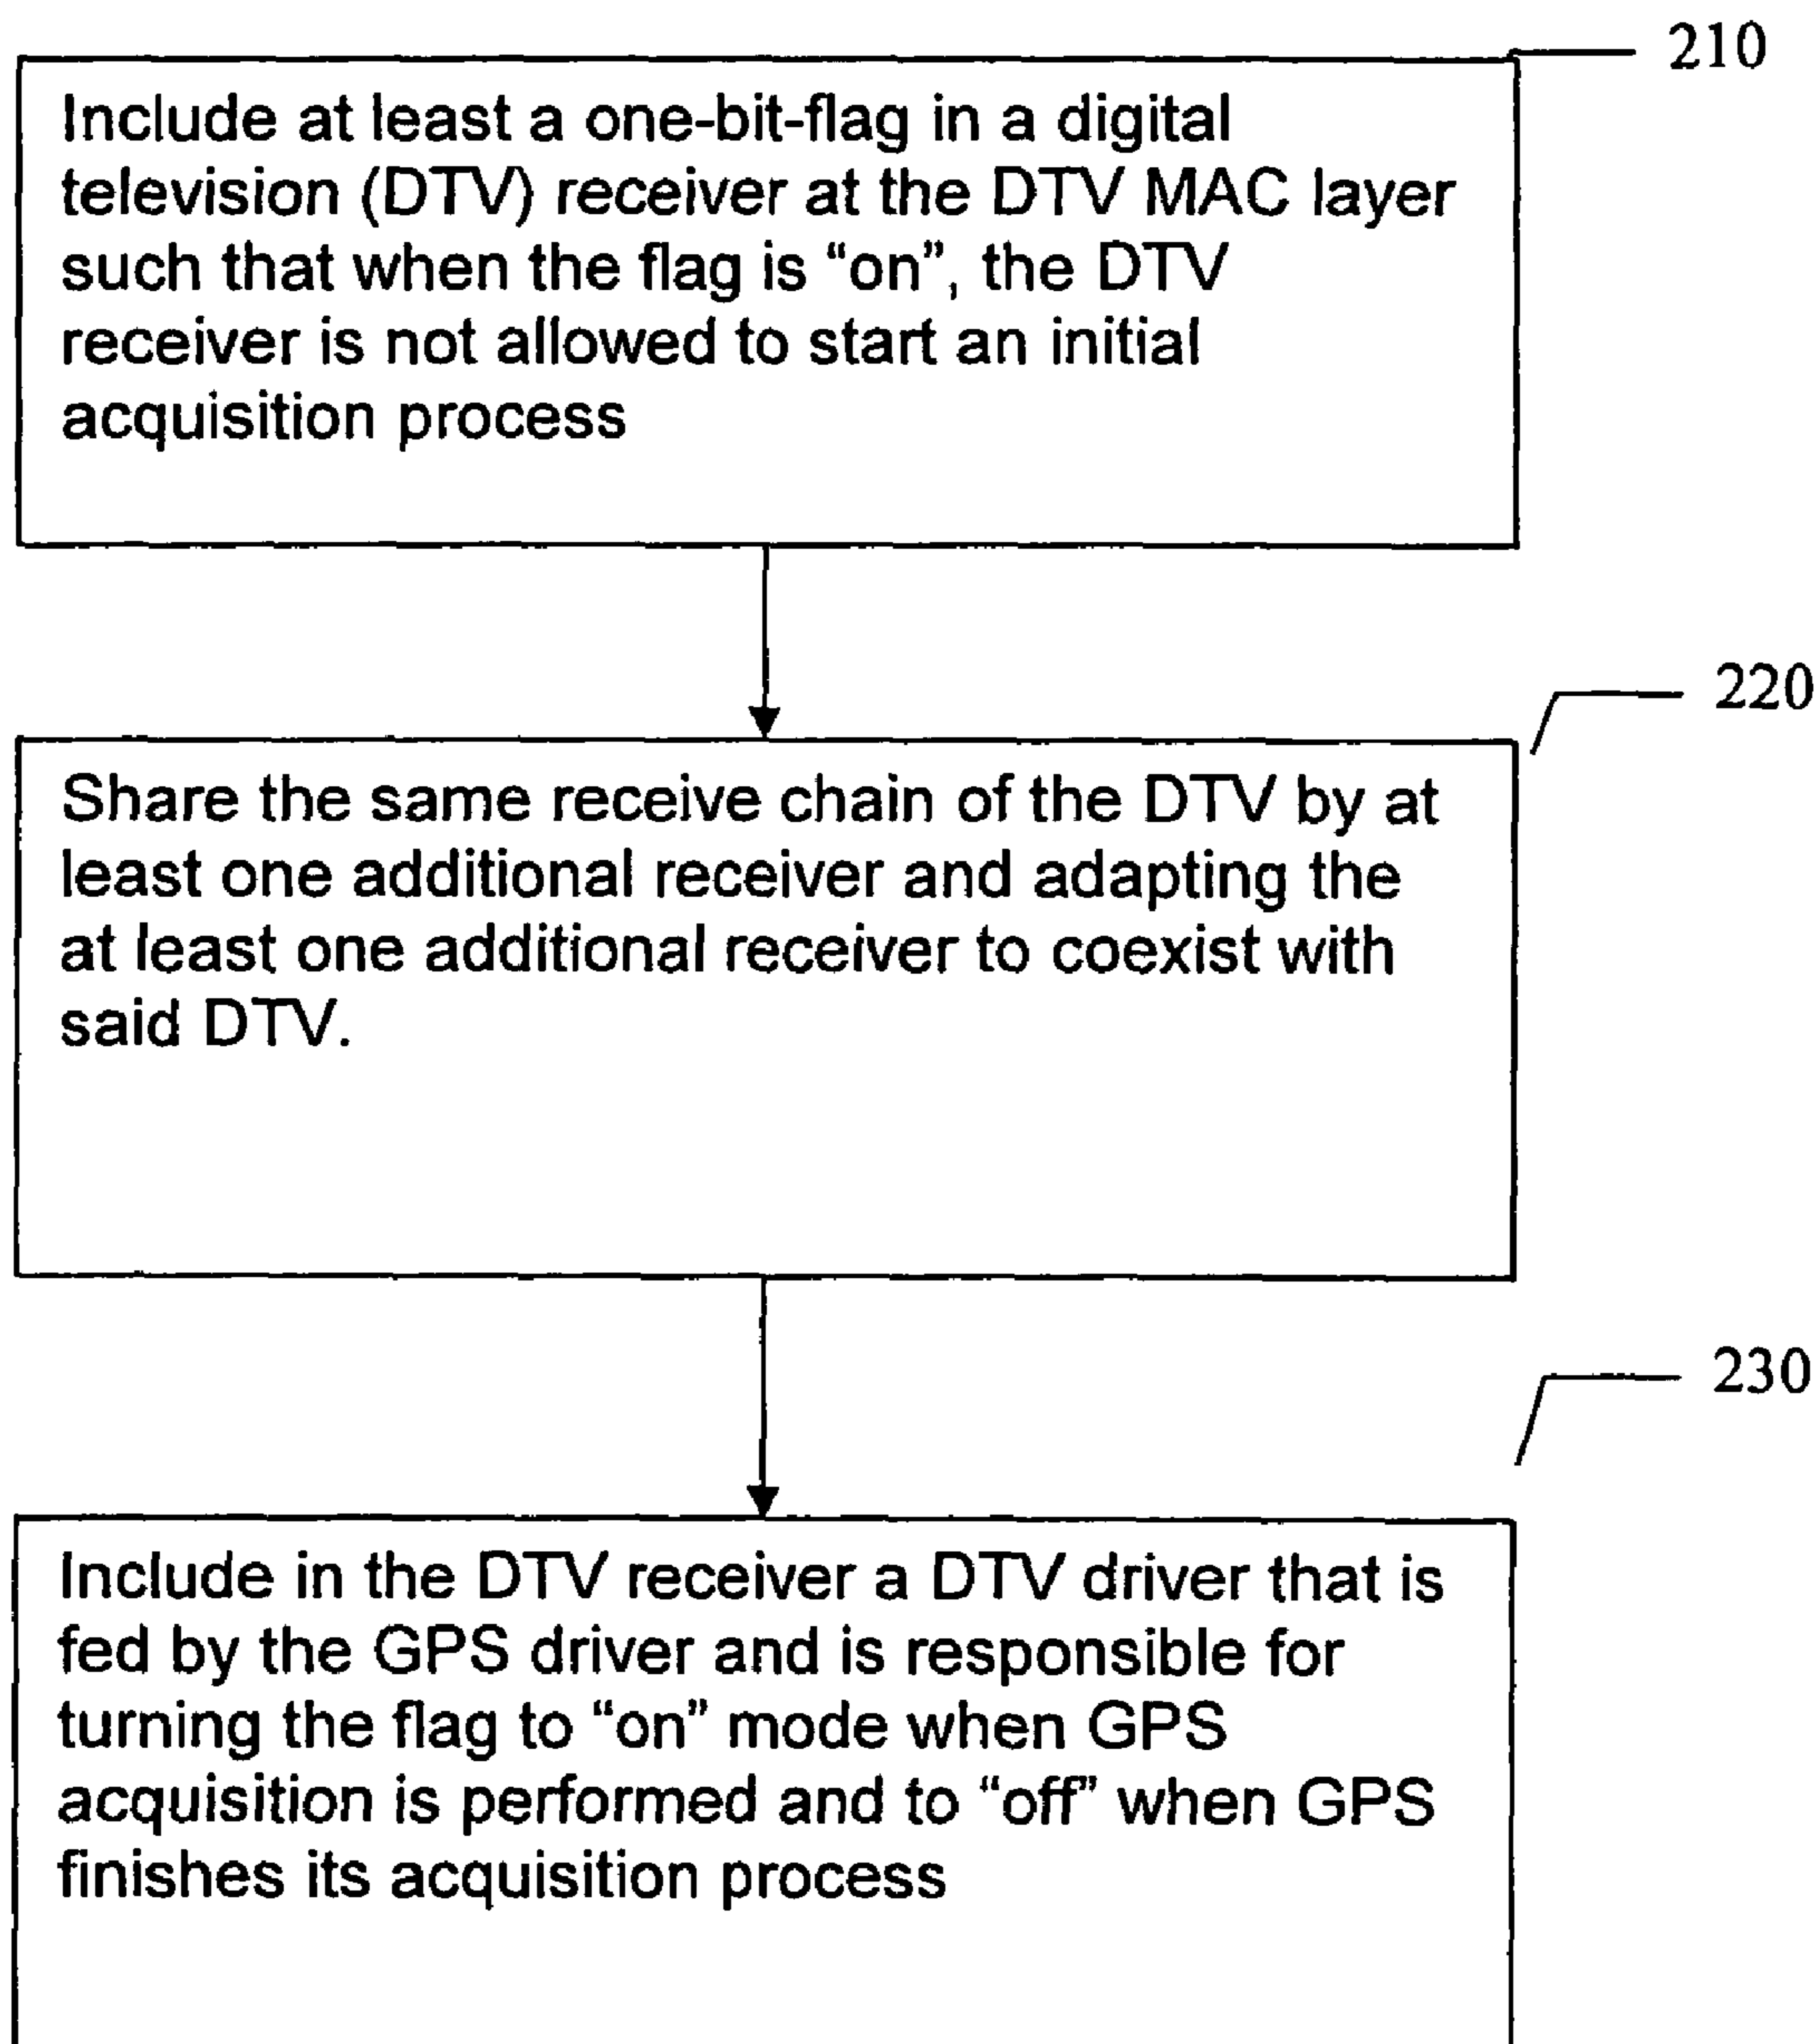 210
Include at least a one-bit-flag in a digital
television (DTV) receiver at the DTV MAC layer
such that when the flag is “on”, the DTV
receiver is not allowed to start an initial
acquisition process
220
Share the same receive chain of the DTV by at
least one additional receiver and adapting the
at least one additional receiver to coexist with
said DTV.
230
Include in the DTV receiver a DTV driver that is
fed by the GPS driver and is responsible for
turning the flag to “on” mode when GPS
acquisition is performed and to “off” when GPS
finishes its acquisition process